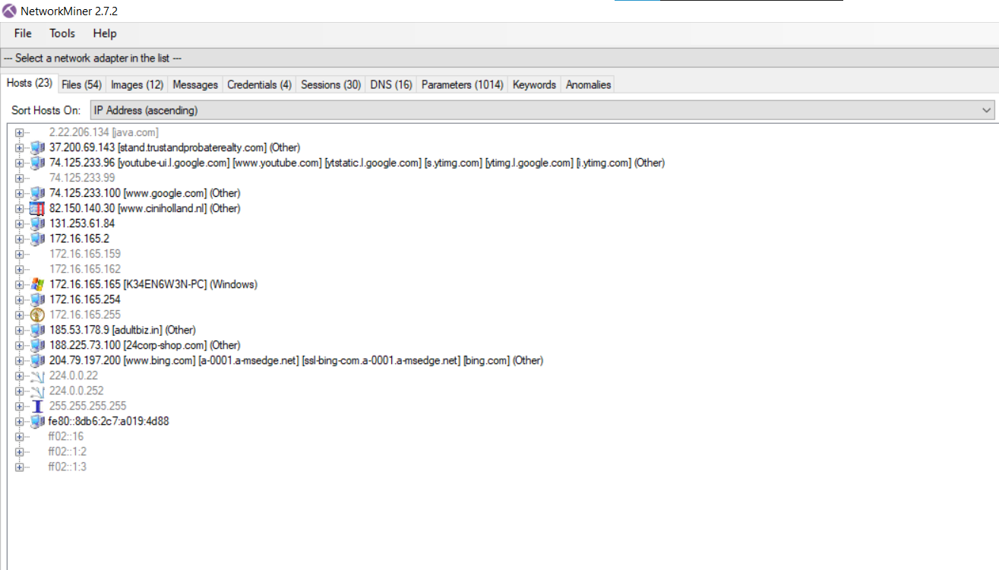 NetworkMiner 2.7.2
File Tools Help
--- Select a network adapter in the list ---
Hosts (23) Files (54) Images (12) Messages Credentials (4) Sessions (30) DNS (16) Parameters (1014) Keywords Anomalies
Sort Hosts On: IP Address (ascending)
2.22.206.134 [java.com]
37.200.69.143 [stand.trustandprobaterealty.com] (Other)
74.125.233.96 [youtube-ui.l.google.com] [www.youtube.com] [ytstatic.l.google.com] [s.ytimg.com] [ytimg.l.google.com] [i.ytimg.com] (Other)
74.125.233.99
74.125.233.100 [www.google.com] (Other)
82.150.140.30 [www.ciniholland.nl] (Other)
131.253.61.84
172.16.165.2
172.16.165.159
172.16.165.162
172.16.165.165 [K34EN6W3N-PC] (Windows)
172.16.165.254
172.16.165.255
185.53.178.9 [adultbiz.in] (Other)
188.225.73.100 [24corp-shop.com] (Other)
204.79.197.200 [www.bing.com] [a-0001.a-msedge.net] [ssl-bing-com.a-0001.a-msedge.net] [bing.com] (Other)
224.0.0.22
224.0.0.252
255.255.255.255
fe80::8db6:2c7:a019:4d88
ff02::16
ff02::1:2
ff02::1:3